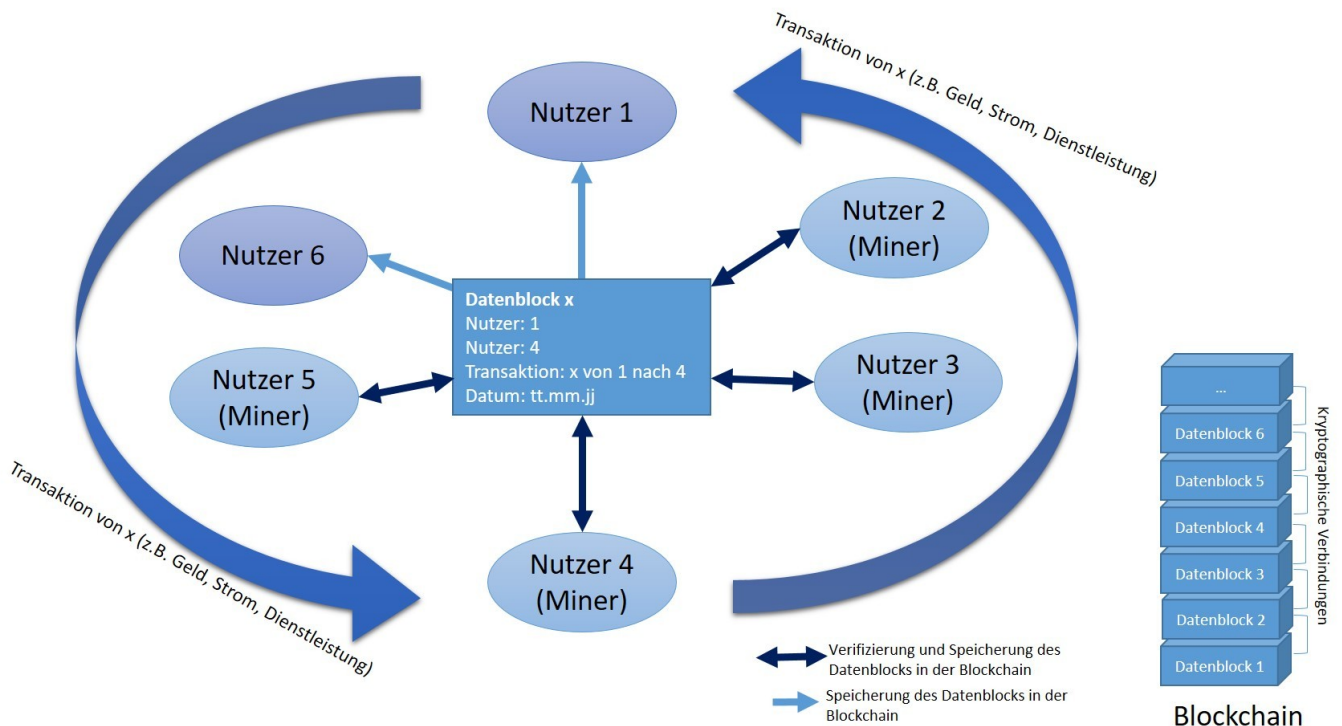 Transaktion von x (z.B. Geld, Strom, Dienstleistung)
Nutzer 1
Nutzer 2
(Miner)
Nutzer 6
Datenblock x
Nutzer: 1
Nutzer: 4
Transaktion: x von 1 nach 4
Datum: tt.mm.jj
Nutzer 5
(Miner)
Nutzer 3
(Miner)
Transaktion von x (z.B. Geld, Strom, Dienstleistung)
Nutzer 4
(Miner)
Verifizierung und Speicherung des
Datenblocks in der Blockchain
Speicherung des Datenblocks in der
Blockchain
...
Datenblock 6
Datenblock 5
Datenblock 4
Datenblock 3
Datenblock 2
Datenblock 1
Kryptographische Verbindungen
Blockchain